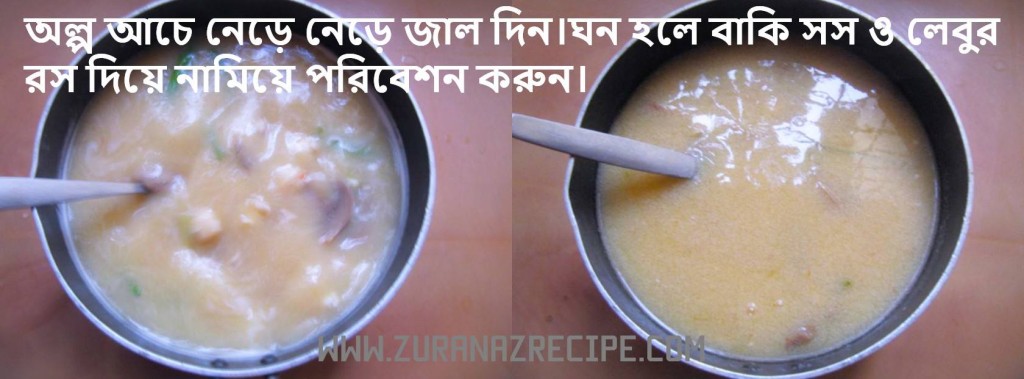 অল্প আচে নেড়ে নেড়ে জাল দিন।ঘন হলে বাকি সস ও লেবুর
রস দিয়ে নামিয়ে পরিবেশন করুন।
WWW.ZURANAZRECIPE.COM